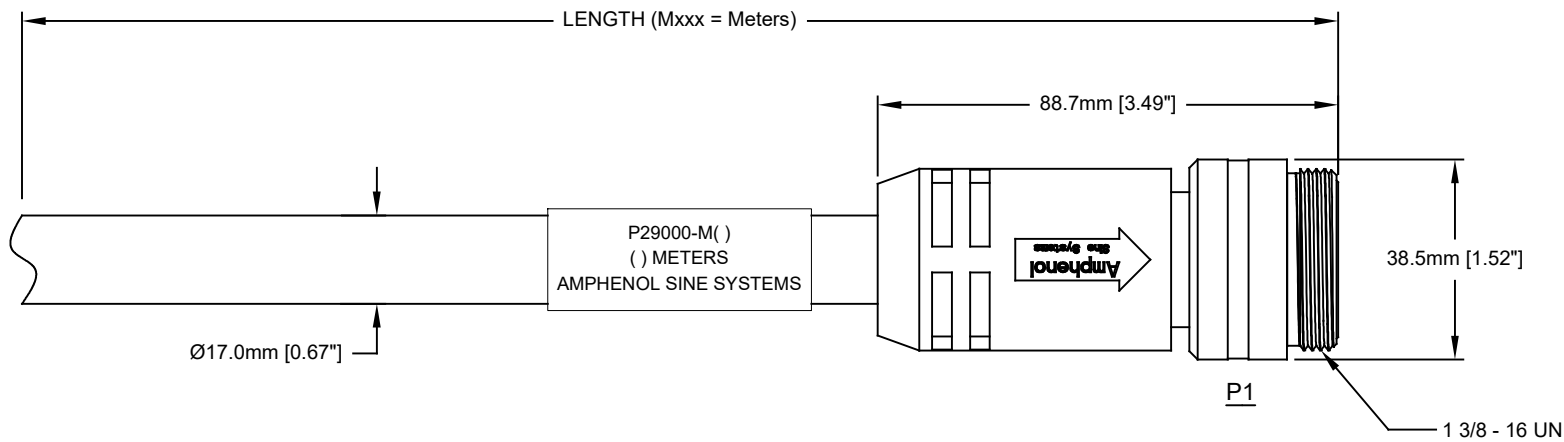 LENGTH (Mxxx = Meters)
88.7mm [3.49"]
P29000-M( )
( ) METERS
AMPHENOL SINE SYSTEMS
Amphenol
Sine Systems
38.5mm [1.52"]
Ø17.0mm [0.67"]
P1
1 3/8 - 16 UN